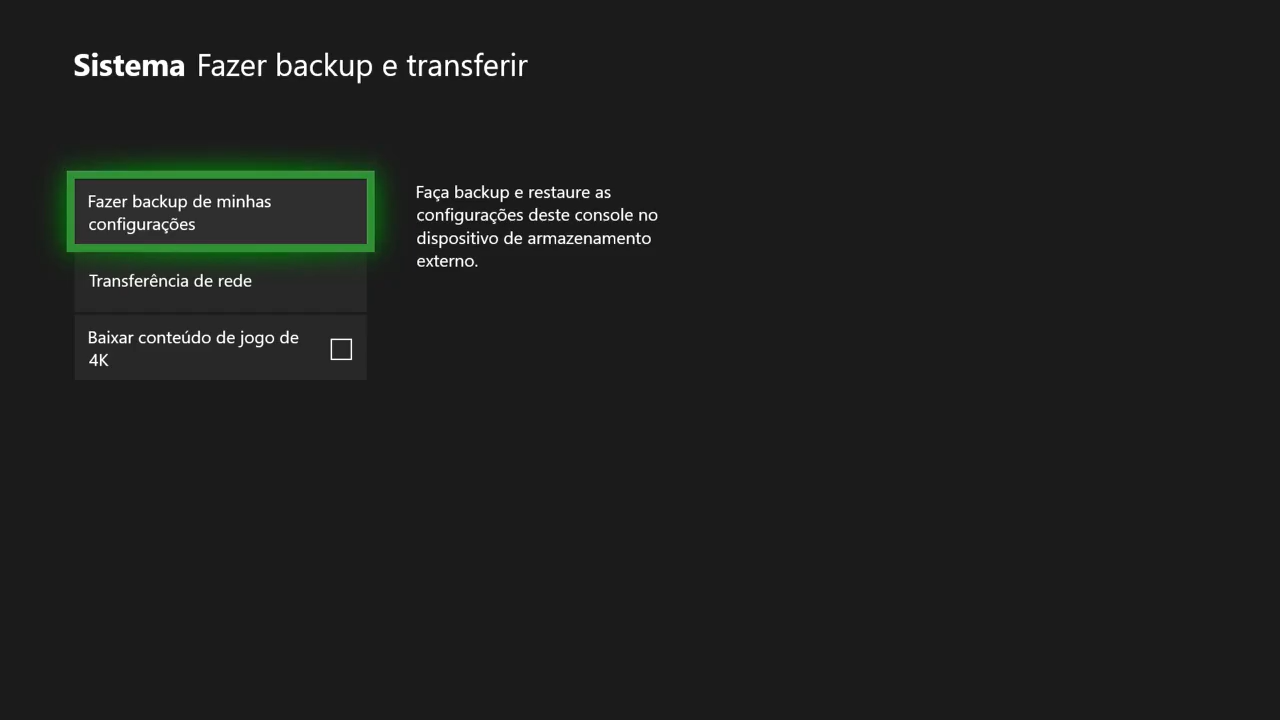 Sistema Fazer backup e transferir
Fazer backup de minhas
configurações
Faça backup e restaure as
configurações deste console no
dispositivo de armazenamento
externo.
Transferência de rede
Baixar conteúdo de jogo de
4K